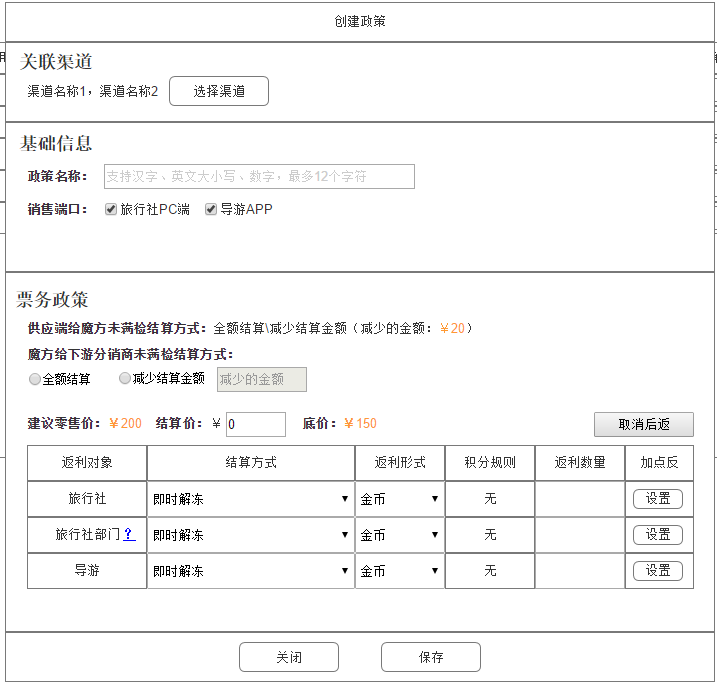 创建政策
关联渠道
渠道名称1，渠道名称2 选择渠道
基础信息
政策名称： 支持汉字、英文大小写、数字，最多12个字符
销售端口： 旅行社PC端 导游APP
票务政策
供应端给魔方未满检结算方式：全额结算\减少结算金额（减少的金额：￥20）
魔方给下游分销商未满检结算方式：
全额结算 减少结算金额 减少的金额
建议零售价：￥200 结算价：￥ 0 底价：￥150 取消后返
返利对象 结算方式 返利形式 积分规则 返利数量 加点反
旅行社 即时解冻 金币 无 设置
旅行社部门? 即时解冻 金币 无 设置
导游 即时解冻 金币 无 设置
关闭 保存